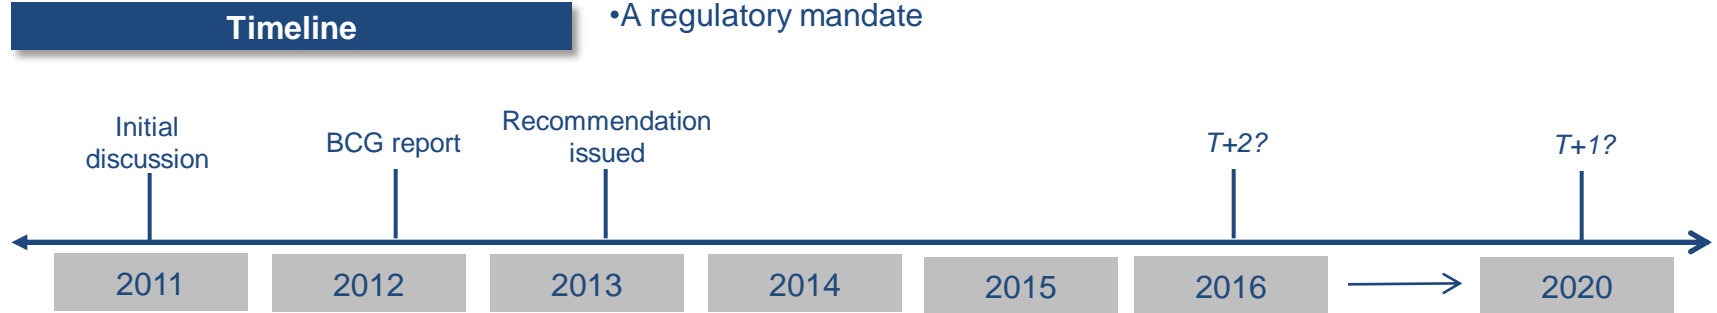 Timeline
•A regulatory mandate
Initial
discussion
BCG report
Recommendation
issued
T+2?
T+1?
2011
2012
2013
2014
2015
2016
2020